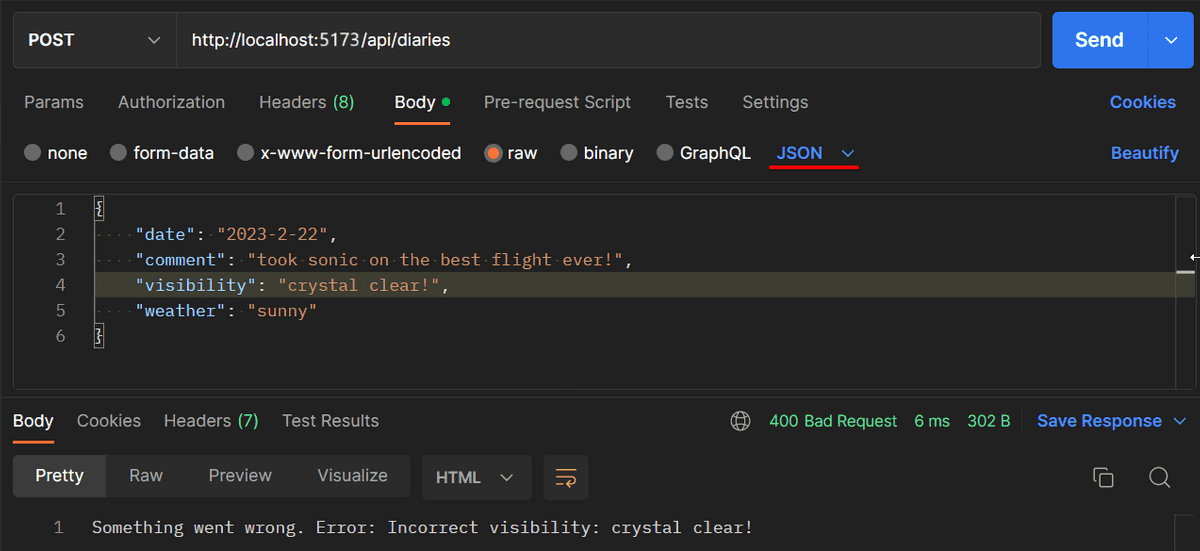 POST http://localhost:5173/api/diaries Send
Params Authorization Headers (8) Body Pre-request Script Tests Settings Cookies
none form-data x-www-form-urlencoded raw binary GraphQL JSON Beautify
1 {
2 "date": "2023-2-22",
3 "comment": "took sonic on the best flight ever!",
4 "visibility": "crystal clear!",
5 "weather": "sunny"
6 }
Body Cookies Headers (7) Test Results 400 Bad Request 6 ms 302 B Save Response
Pretty Raw Preview Visualize HTML
1 Something went wrong. Error: Incorrect visibility: crystal clear!